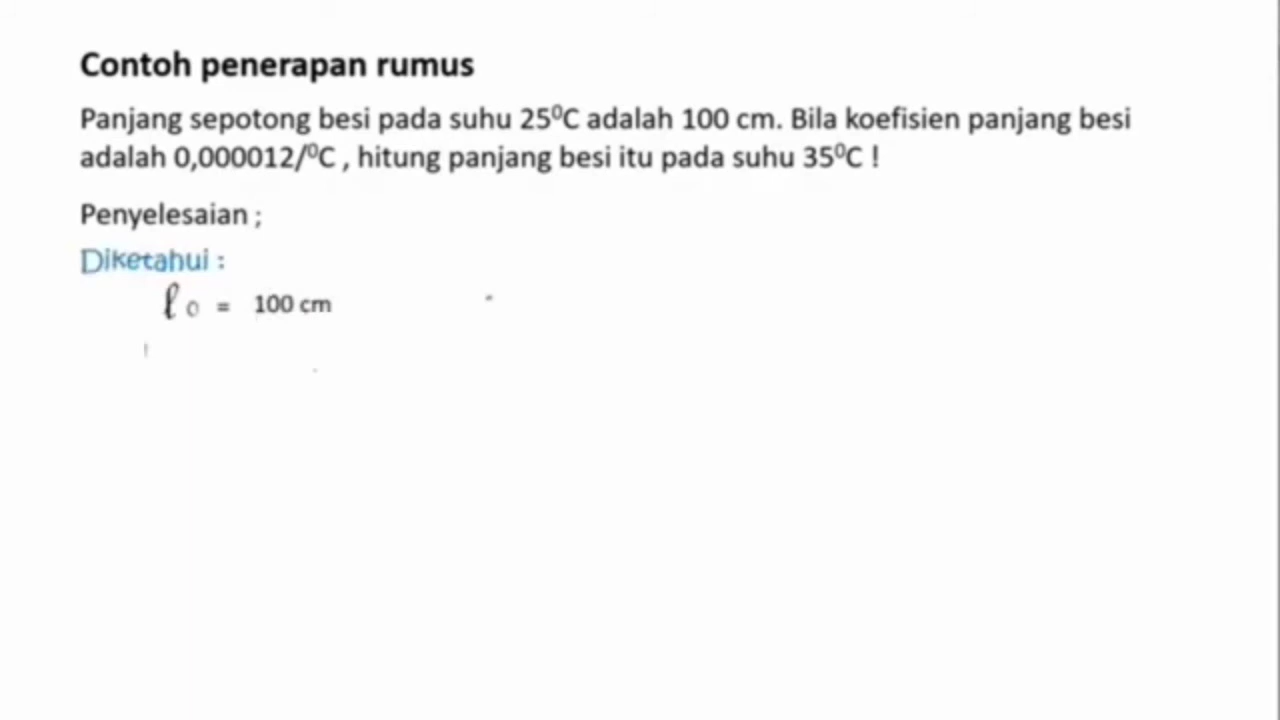 Contoh penerapan rumus
Panjang sepotong besi pada suhu 25⁰C adalah 100 cm. Bila koefisien panjang besi
adalah 0,000012/⁰C , hitung panjang besi itu pada suhu 35⁰C !
Penyelesaian ;
Diketahui :
ℓ₀ = 100 cm